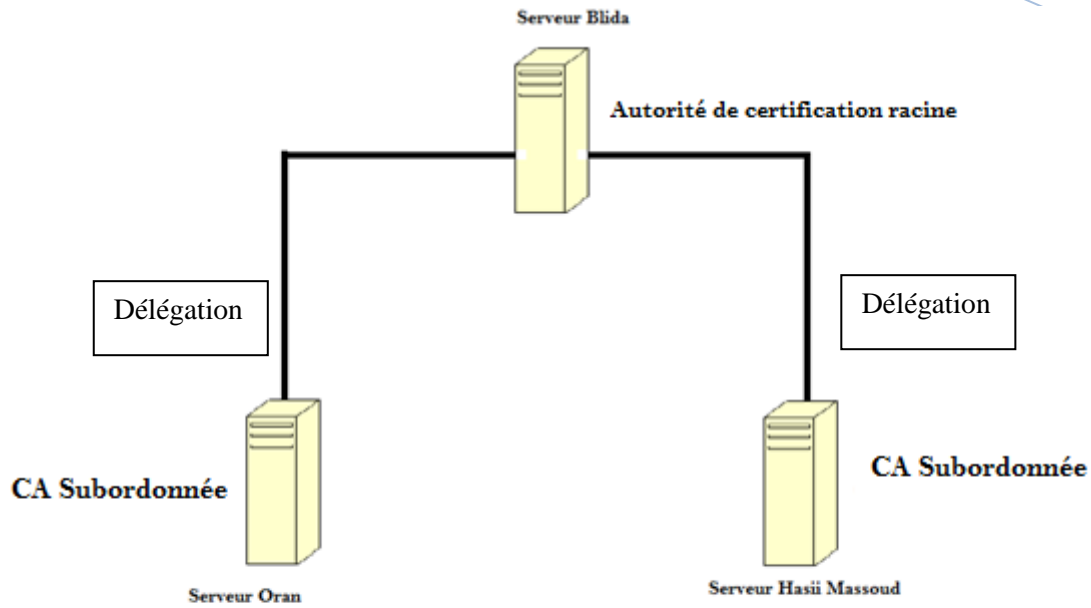 Serveur Blida
Autorité de certification racine
Délégation
Délégation
CA Subordonnée
CA Subordonnée
Serveur Oran
Serveur Hasii Massoud